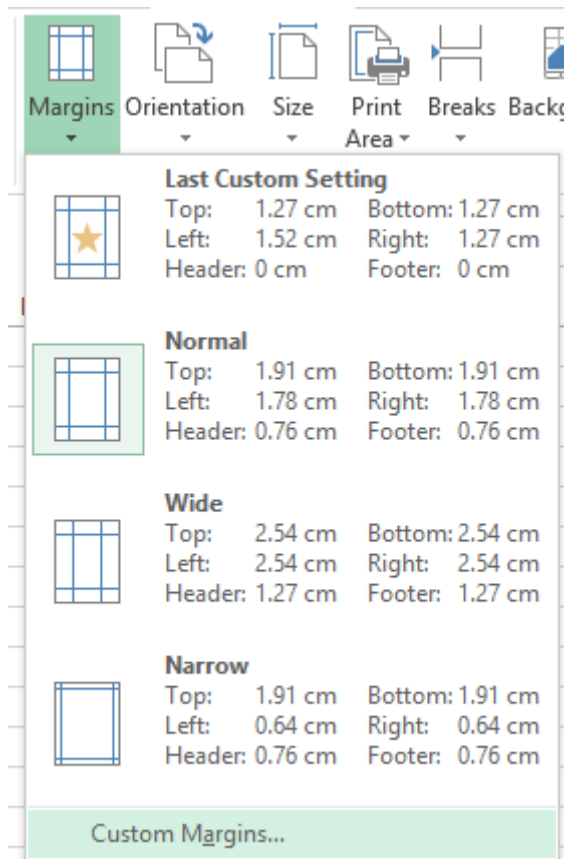 Margins Orientation Size Print Breaks
Area
Last Custom Setting
Top: 1.27 cm Bottom: 1.27 cm
Left: 1.52 cm Right: 1.27 cm
Header: 0 cm Footer: 0 cm
Normal
Top: 1.91 cm Bottom: 1.91 cm
Left: 1.78 cm Right: 1.78 cm
Header: 0.76 cm Footer: 0.76 cm
Wide
Top: 2.54 cm Bottom: 2.54 cm
Left: 2.54 cm Right: 2.54 cm
Header: 1.27 cm Footer: 1.27 cm
Narrow
Top: 1.91 cm Bottom: 1.91 cm
Left: 0.64 cm Right: 0.64 cm
Header: 0.76 cm Footer: 0.76 cm
Custom Margins...